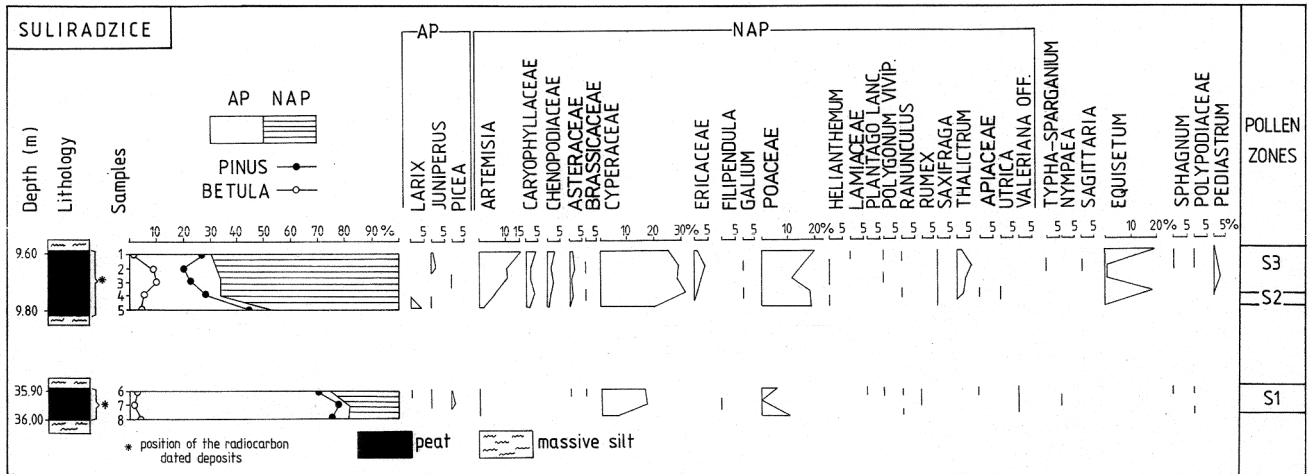 SULIRADZICE
AP
NAP
AP NAP
PINUS
BETULA
Depth (m)
Lithology
Samples
LARIX
JUNIPERUS
PICEA
ARTEMISIA
CARYOPHYLLACEAE
CHENOPODIACEAE
ASTERACEAE
BRASSICACEAE
CYPERACEAE
ERICACEAE
FILIPENDULA
GALIUM
POACEAE
HELIANTHEMUM
LAMIACEAE
PLANTAGO LANC.
POLYGONUM VIVIP.
RANUNCULUS
RUMEX
SAXIFRAGA
THALICTRUM
APIACEAE
UTRICA
VALERIANA OFF.
TYPHA-SPARGANIUM
NYMPAEA
SAGITTARIA
EQUISETUM
SPHAGNUM
POLYPODIACEAE
PEDIASTRUM
POLLEN
ZONES
10 20 30 40 50 60 70 80 90 % 5 5 5 10 15 5 5 5 5 10 20 30% 5 5 5 10 20% 5 5 5 5 5 5 5 5 5 5 5 5 5 5 10 20% 5 5 5%
9.60 1 S3
2
* 3
4 S2
9.80 5
35.90 6
* 7 S1
36.00 8
* position of the radiocarbon
dated deposits
peat
massive silt